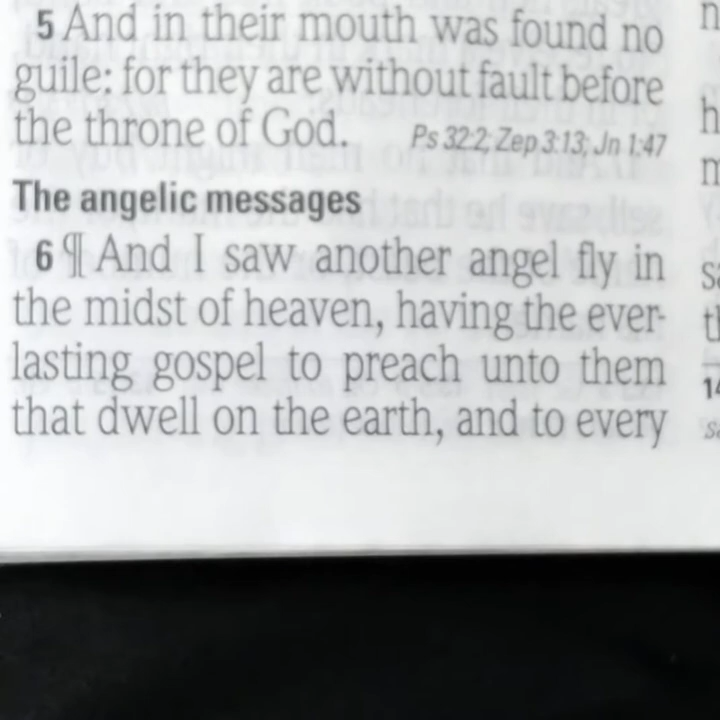 5 And in their mouth was found no
guile: for they are without fault before
the throne of God. Ps 32:2; Zep 3:13; Jn 1:47
The angelic messages
6 ¶ And I saw another angel fly in
the midst of heaven, having the ever-
lasting gospel to preach unto them
that dwell on the earth, and to every